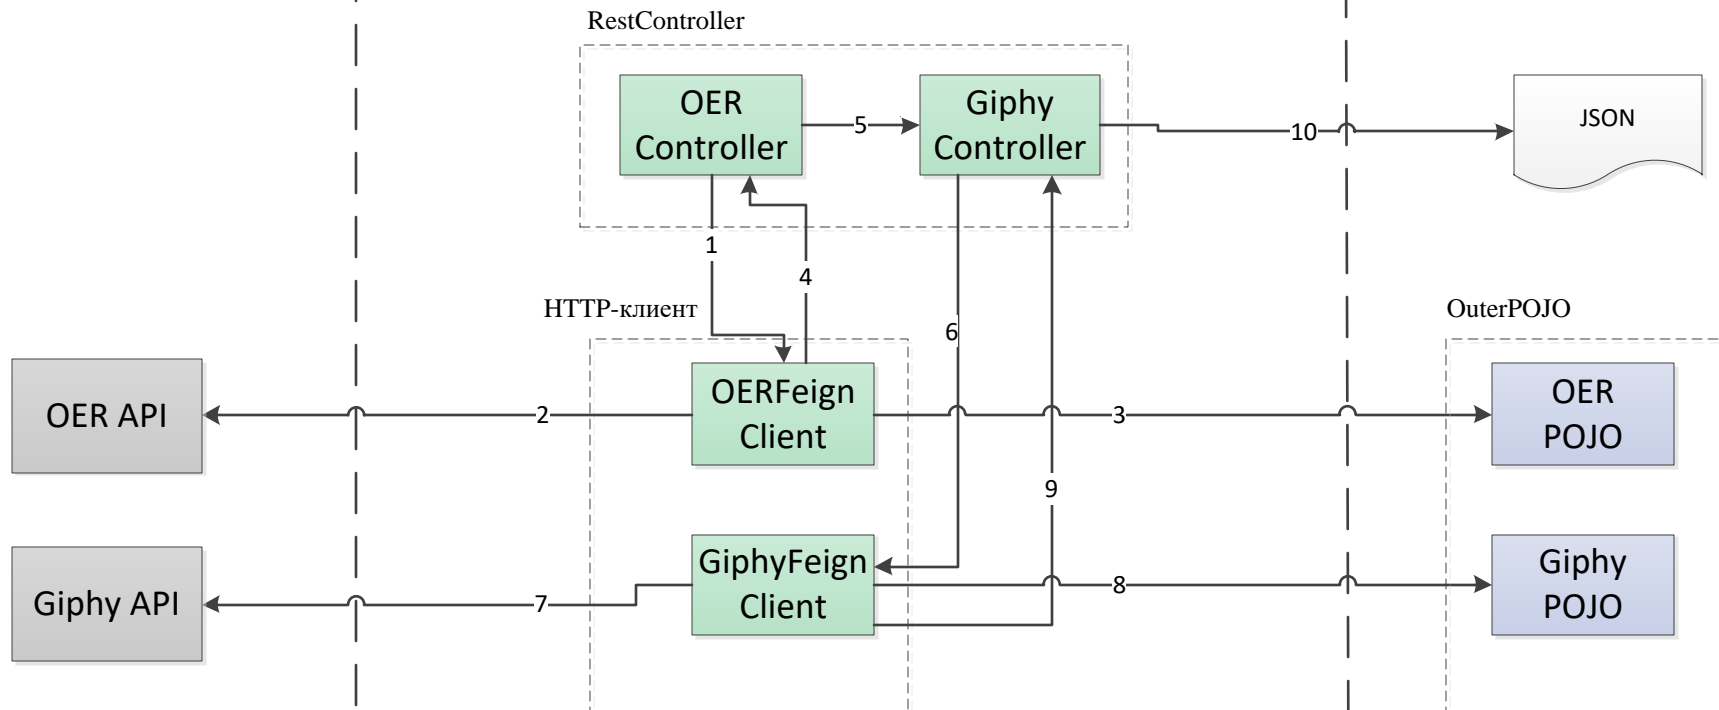 RestController
OER
Controller
5
Giphy
Controller
10
JSON
1
4
HTTP-клиент
6
OuterPOJO
OER API
2
OERFeign
Client
3
OER
POJO
9
Giphy API
7
GiphyFeign
Client
8
Giphy
POJO